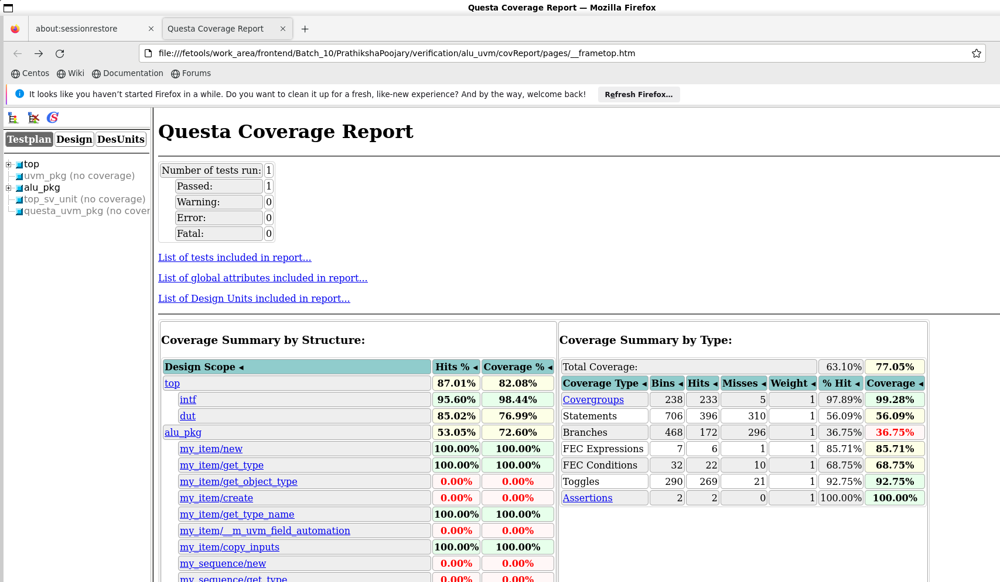 Questa Coverage Report — Mozilla Firefox
about:sessionrestore
Questa Coverage Report
file:///fetools/work_area/frontend/Batch_10/PrathikshaPoojary/verification/alu_uvm/covReport/pages/__frametop.htm
Centos Wiki Documentation Forums
It looks like you haven’t started Firefox in a while. Do you want to clean it up for a fresh, like-new experience? And by the way, welcome back! Refresh Firefox…
Testplan Design DesUnits
top
uvm_pkg (no coverage)
alu_pkg
top_sv_unit (no coverage)
questa_uvm_pkg (no cover
Questa Coverage Report
Number of tests run: 1
Passed: 1
Warning: 0
Error: 0
Fatal: 0
List of tests included in report...
List of global attributes included in report...
List of Design Units included in report...
Coverage Summary by Structure:
Design Scope ◂ Hits % ◂ Coverage % ◂
top 87.01% 82.08%
intf 95.60% 98.44%
dut 85.02% 76.99%
alu_pkg 53.05% 72.60%
my_item/new 100.00% 100.00%
my_item/get_type 100.00% 100.00%
my_item/get_object_type 0.00% 0.00%
my_item/create 0.00% 0.00%
my_item/get_type_name 100.00% 100.00%
my_item/__m_uvm_field_automation 0.00% 0.00%
my_item/copy_inputs 100.00% 100.00%
my_sequence/new 0.00% 0.00%
my_sequence/get_type 0.00% 0.00%
Coverage Summary by Type:
Total Coverage: 63.10% 77.05%
Coverage Type ◂ Bins ◂ Hits ◂ Misses ◂ Weight ◂ % Hit ◂ Coverage ◂
Covergroups 238 233 5 1 97.89% 99.28%
Statements 706 396 310 1 56.09% 56.09%
Branches 468 172 296 1 36.75% 36.75%
FEC Expressions 7 6 1 1 85.71% 85.71%
FEC Conditions 32 22 10 1 68.75% 68.75%
Toggles 290 269 21 1 92.75% 92.75%
Assertions 2 2 0 1 100.00% 100.00%